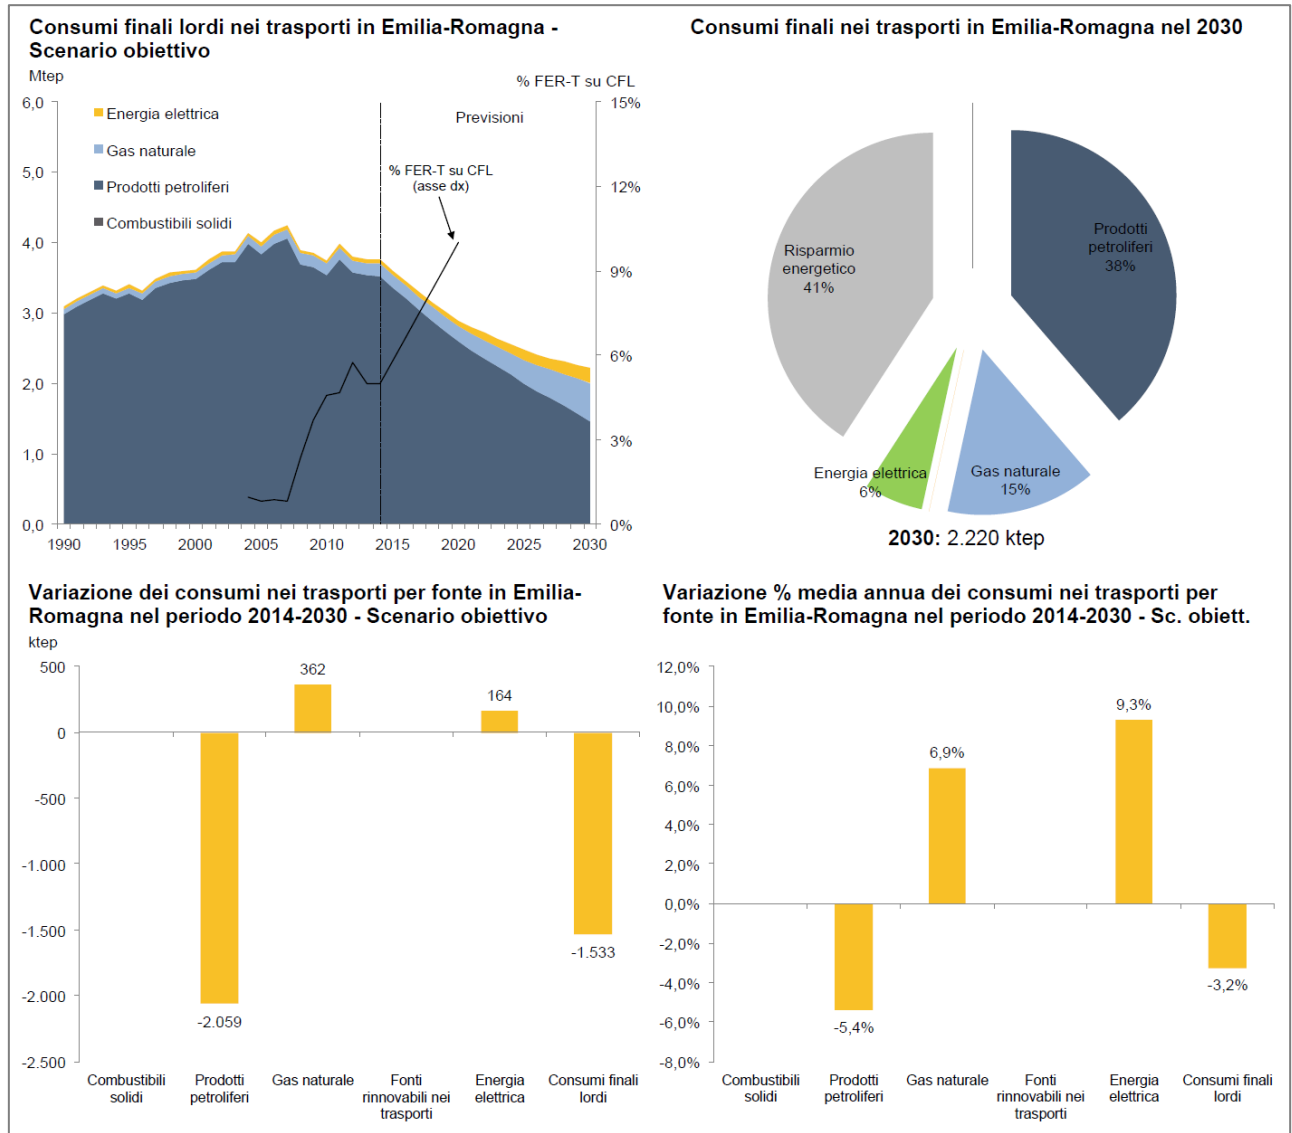 Consumi finali lordi nei trasporti in Emilia-Romagna -
Scenario obiettivo
Mtep
% FER-T su CFL
6,0
5,0
4,0
3,0
2,0
1,0
0,0
15%
12%
9%
6%
3%
0%
Energia elettrica
Gas naturale
Prodotti petroliferi
Combustibili solidi
Previsioni
% FER-T su CFL
(asse dx)
1990 1995 2000 2005 2010 2015 2020 2025 2030
Consumi finali nei trasporti in Emilia-Romagna nel 2030
Risparmio
energetico
41%
Prodotti
petroliferi
38%
Energia elettrica
6%
Gas naturale
15%
2030: 2.220 ktep
Variazione dei consumi nei trasporti per fonte in Emilia-
Romagna nel periodo 2014-2030 - Scenario obiettivo
ktep
500
0
-500
-1.000
-1.500
-2.000
-2.500
362
164
-2.059
-1.533
Combustibili
solidi
Prodotti
petroliferi
Gas naturale
Fonti
rinnovabili nei
trasporti
Energia
elettrica
Consumi finali
lordi
Variazione % media annua dei consumi nei trasporti per
fonte in Emilia-Romagna nel periodo 2014-2030 - Sc. obiett.
12,0%
10,0%
8,0%
6,0%
4,0%
2,0%
0,0%
-2,0%
-4,0%
-6,0%
-8,0%
6,9%
9,3%
-5,4%
-3,2%
Combustibili
solidi
Prodotti
petroliferi
Gas naturale
Fonti
rinnovabili nei
trasporti
Energia
elettrica
Consumi finali
lordi